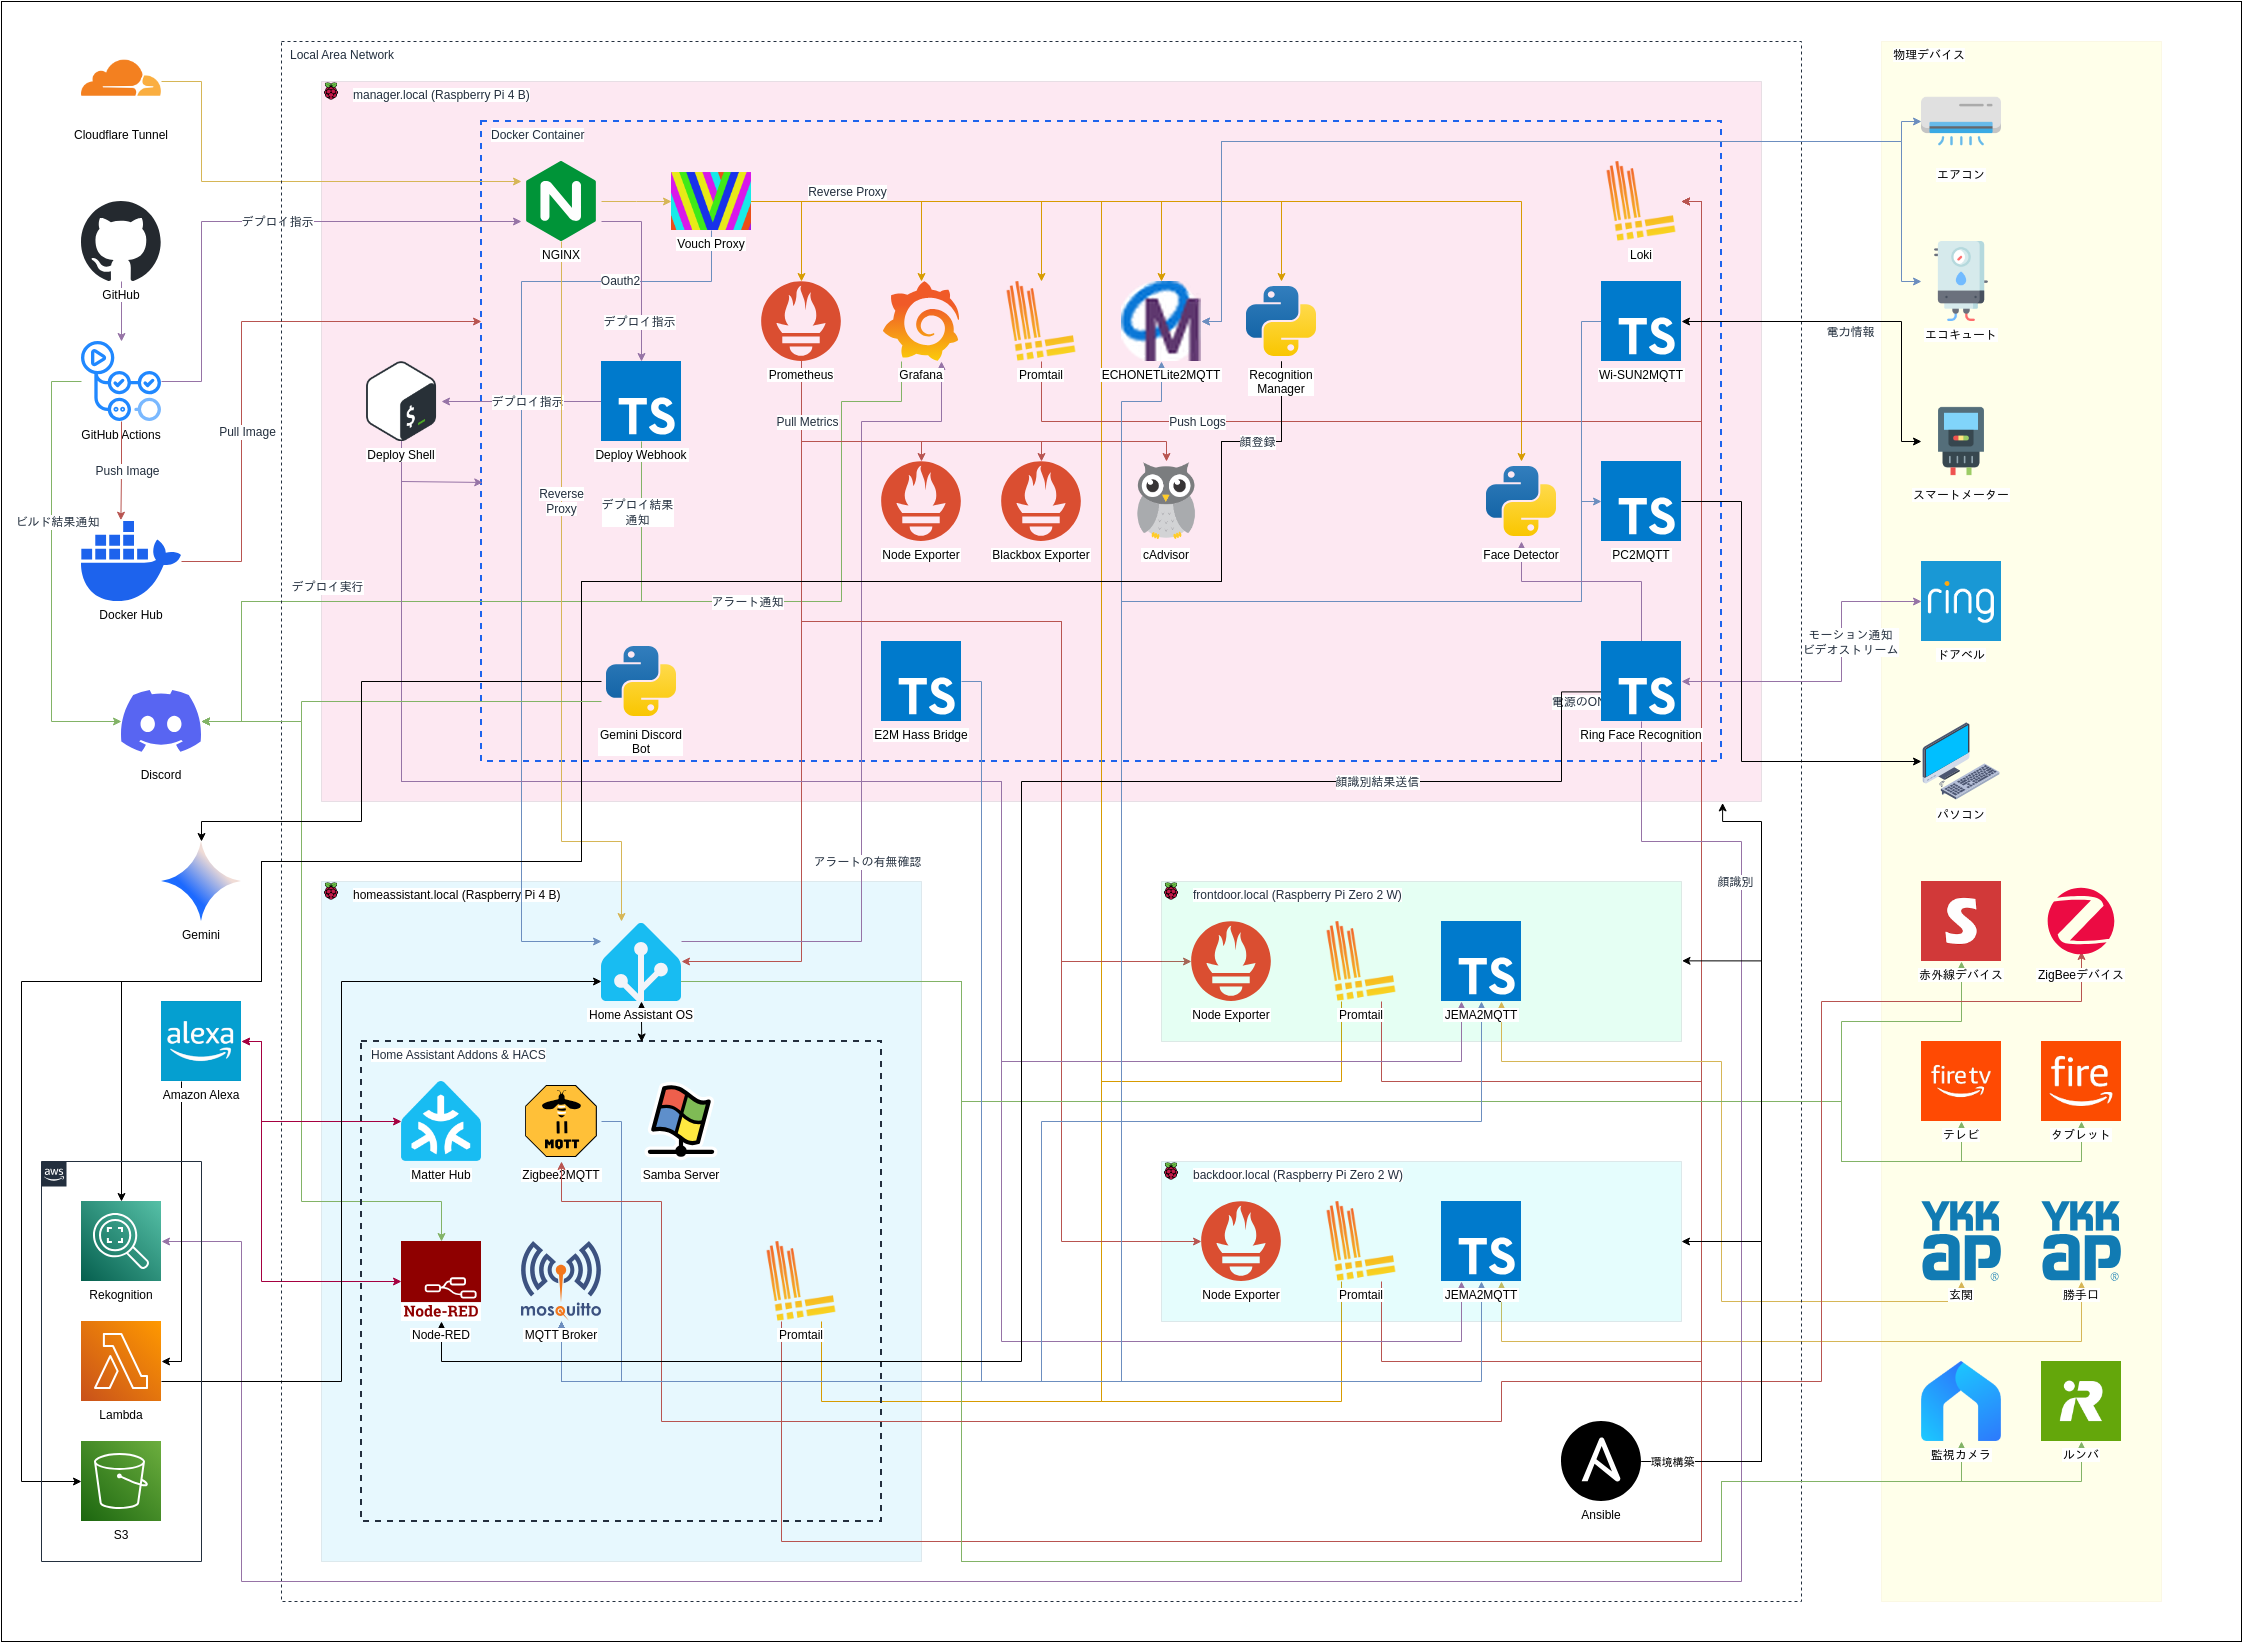 Local Area Network
物理デバイス
manager.local (Raspberry Pi 4 B)
Docker Container
Cloudflare Tunnel
エアコン
Reverse Proxy
デプロイ指示
Vouch Proxy
NGINX
Loki
GitHub
Oauth2
デプロイ指示
TS
電力情報
エコキュート
Prometheus
Grafana
Promtail
ECHONETLite2MQTT
M
Recognition
Manager
Wi-SUN2MQTT
TS
デプロイ指示
Pull Metrics
Push Logs
顔登録
GitHub Actions
Pull Image
Deploy Shell
Deploy Webhook
Push Image
Reverse
Proxy
デプロイ結果
通知
TS
スマートメーター
ビルド結果通知
Node Exporter
Blackbox Exporter
cAdvisor
Face Detector
PC2MQTT
デプロイ実行
アラート通知
Docker Hub
ring
モーション通知
ビデオストリーム
ドアベル
TS
TS
電源のON
Gemini Discord
Bot
E2M Hass Bridge
Ring Face Recognition
Discord
顔識別結果送信
パソコン
アラートの有無確認
顔識別
homeassistant.local (Raspberry Pi 4 B)
frontdoor.local (Raspberry Pi Zero 2 W)
Gemini
TS
赤外線デバイス
ZigBeeデバイス
Home Assistant OS
Node Exporter
Promtail
JEMA2MQTT
alexa
Amazon Alexa
Home Assistant Addons & HACS
firetv
fire
テレビ
タブレット
MQTT
Matter Hub
Zigbee2MQTT
Samba Server
backdoor.local (Raspberry Pi Zero 2 W)
aws
TS
YKK
ap®
YKK
ap®
Rekognition
Node Exporter
Promtail
JEMA2MQTT
玄関
勝手口
Node-RED
mosquitto
Node-RED
MQTT Broker
Promtail
Lambda
監視カメラ
ルンバ
環境構築
Ansible
S3